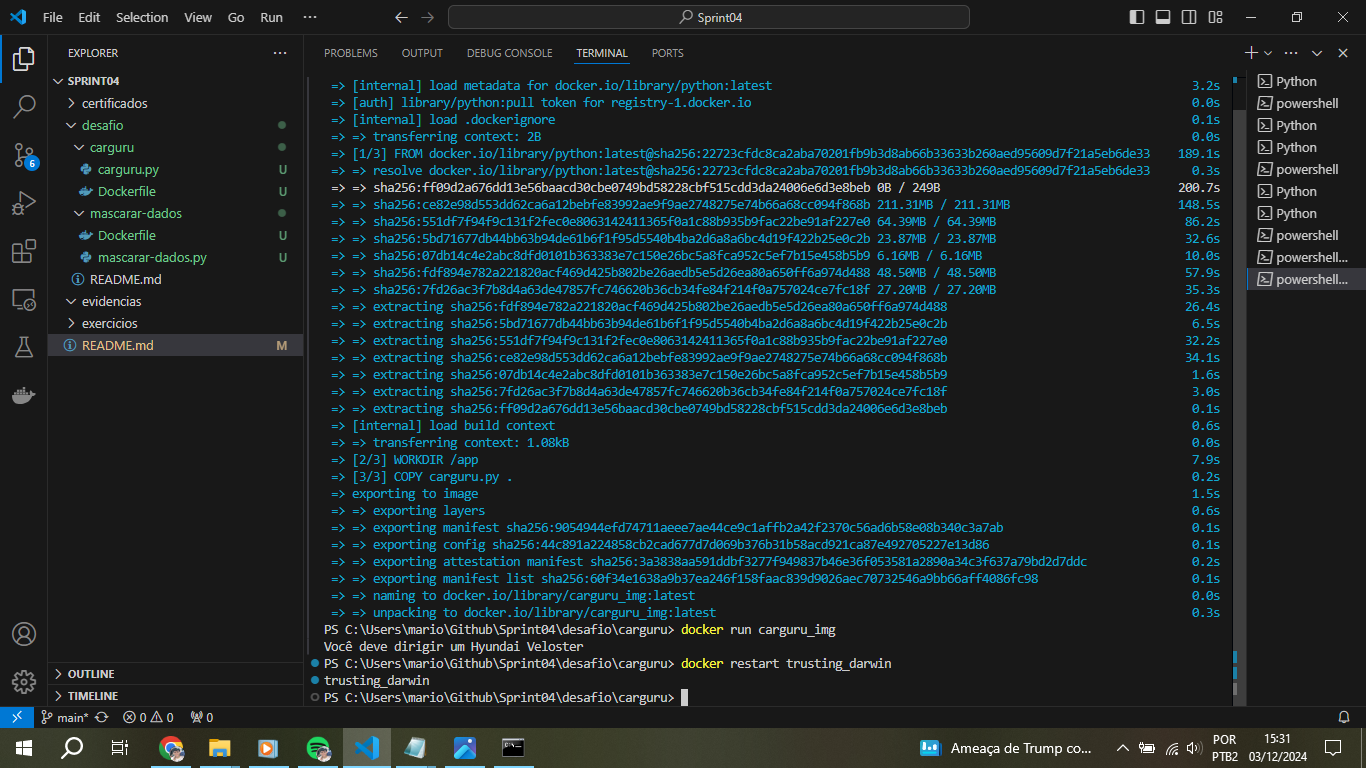 File Edit Selection View Go Run ··· Sprint04
EXPLORER ···
SPRINT04
certificados
desafio
carguru
carguru.py U
Dockerfile U
mascarar-dados
Dockerfile U
mascarar-dados.py U
README.md
evidencias
exercicios
README.md M
OUTLINE
TIMELINE
6
PROBLEMS OUTPUT DEBUG CONSOLE TERMINAL PORTS
=> [internal] load metadata for docker.io/library/python:latest 3.2s
=> [auth] library/python:pull token for registry-1.docker.io 0.0s
=> [internal] load .dockerignore 0.1s
=> => transferring context: 2B 0.0s
=> [1/3] FROM docker.io/library/python:latest@sha256:22723cfdc8ca2aba70201fb9b3d8ab66b33633b260aed95609d7f21a5eb6de33 189.1s
=> => resolve docker.io/library/python:latest@sha256:22723cfdc8ca2aba70201fb9b3d8ab66b33633b260aed95609d7f21a5eb6de33 0.3s
=> => sha256:ff09d2a676dd13e56baacd30cbe0749bd58228cbf515cdd3da24006e6d3e8beb 0B / 249B 200.7s
=> => sha256:ce82e98d553dd62ca6a12bebfe83992ae9f9ae2748275e74b66a68cc094f868b 211.31MB / 211.31MB 148.5s
=> => sha256:551df7f94f9c131f2fec0e8063142411365f0a1c88b935b9fac22be91af227e0 64.39MB / 64.39MB 86.2s
=> => sha256:5bd71677db44bb63b94de61b6f1f95d5540b4ba2d6a8a6bc4d19f422b25e0c2b 23.87MB / 23.87MB 32.6s
=> => sha256:07db14c4e2abc8dfd0101b363383e7c150e26bc5a8fca952c5ef7b15e458b5b9 6.16MB / 6.16MB 10.0s
=> => sha256:fdf894e782a221820acf469d425b802be26aedb5e5d26ea80a650ff6a974d488 48.50MB / 48.50MB 57.9s
=> => sha256:7fd26ac3f7b8d4a63de47857fc746620b36cb34fe84f214f0a757024ce7fc18f 27.20MB / 27.20MB 35.3s
=> => extracting sha256:fdf894e782a221820acf469d425b802be26aedb5e5d26ea80a650ff6a974d488 26.4s
=> => extracting sha256:5bd71677db44bb63b94de61b6f1f95d5540b4ba2d6a8a6bc4d19f422b25e0c2b 6.5s
=> => extracting sha256:551df7f94f9c131f2fec0e8063142411365f0a1c88b935b9fac22be91af227e0 32.2s
=> => extracting sha256:ce82e98d553dd62ca6a12bebfe83992ae9f9ae2748275e74b66a68cc094f868b 34.1s
=> => extracting sha256:07db14c4e2abc8dfd0101b363383e7c150e26bc5a8fca952c5ef7b15e458b5b9 1.6s
=> => extracting sha256:7fd26ac3f7b8d4a63de47857fc746620b36cb34fe84f214f0a757024ce7fc18f 3.0s
=> => extracting sha256:ff09d2a676dd13e56baacd30cbe0749bd58228cbf515cdd3da24006e6d3e8beb 0.1s
=> [internal] load build context 0.6s
=> => transferring context: 1.08kB 0.0s
=> [2/3] WORKDIR /app 7.9s
=> [3/3] COPY carguru.py . 0.2s
=> exporting to image 1.5s
=> => exporting layers 0.6s
=> => exporting manifest sha256:9054944efd74711aeee7ae44ce9c1affb2a42f2370c56ad6b58e08b340c3a7ab 0.1s
=> => exporting config sha256:44c891a224858cb2cad677d7d069b376b31b58acd921ca87e492705227e13d86 0.1s
=> => exporting attestation manifest sha256:3a3838aa591ddbf3277f949837b46e36f053581a2890a34c3f637a79bd2d7ddc 0.2s
=> => exporting manifest list sha256:60f34e1638a9b37ea246f158faac839d9026aec70732546a9bb66aff4086fc98 0.1s
=> => naming to docker.io/library/carguru_img:latest 0.0s
=> => unpacking to docker.io/library/carguru_img:latest 0.3s
PS C:\Users\mario\Github\Sprint04\desafio\carguru> docker run carguru_img
Você deve dirigir um Hyundai Veloster
PS C:\Users\mario\Github\Sprint04\desafio\carguru> docker restart trusting_darwin
trusting_darwin
PS C:\Users\mario\Github\Sprint04\desafio\carguru>
Python
powershell
Python
Python
powershell
Python
Python
powershell
powershell...
powershell...
main* 0 0 0
Ameaça de Trump co...
POR
PTB2
15:31
03/12/2024